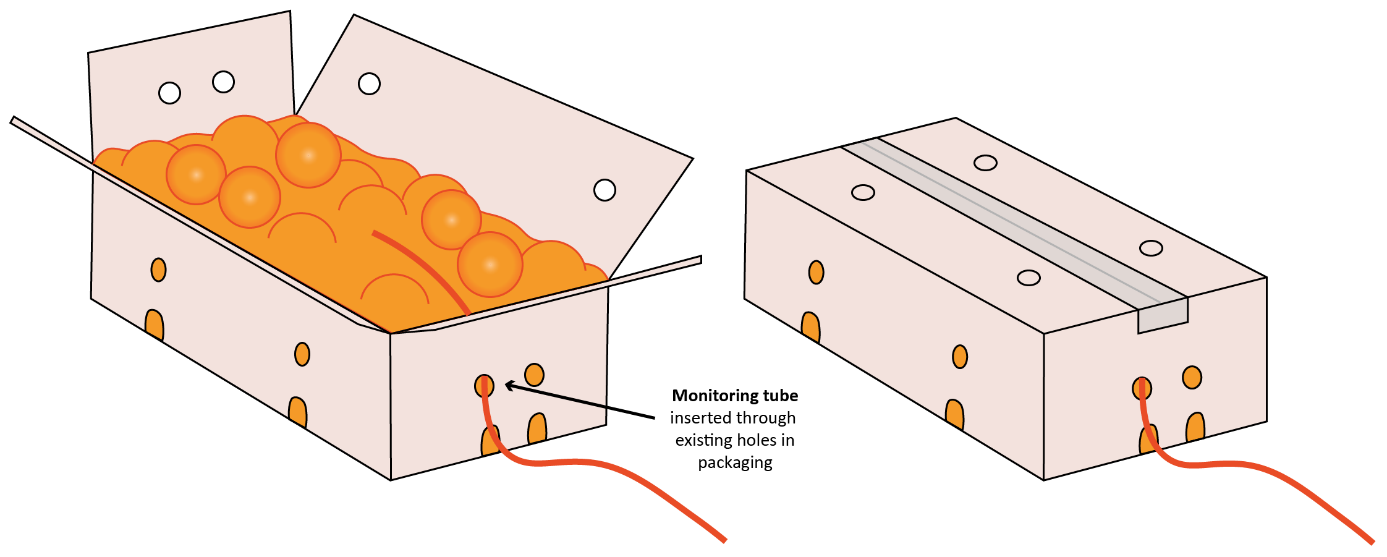 Monitoring tube
inserted through
existing holes in
packaging